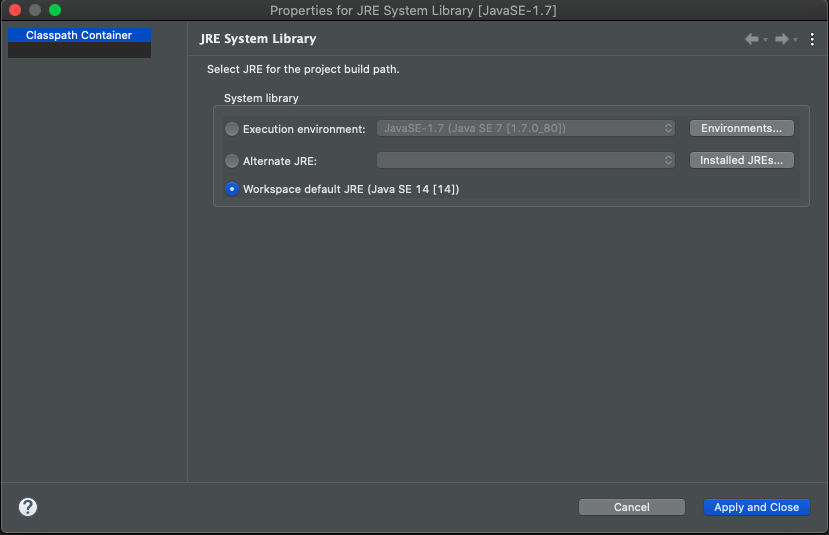 Properties for JRE System Library [JavaSE-1.7]
Classpath Container
JRE System Library
Select JRE for the project build path.
System library
Execution environment: JavaSE-1.7 (Java SE 7 [1.7.0_80]) Environments...
Alternate JRE: Installed JREs...
Workspace default JRE (Java SE 14 [14])
? Cancel Apply and Close